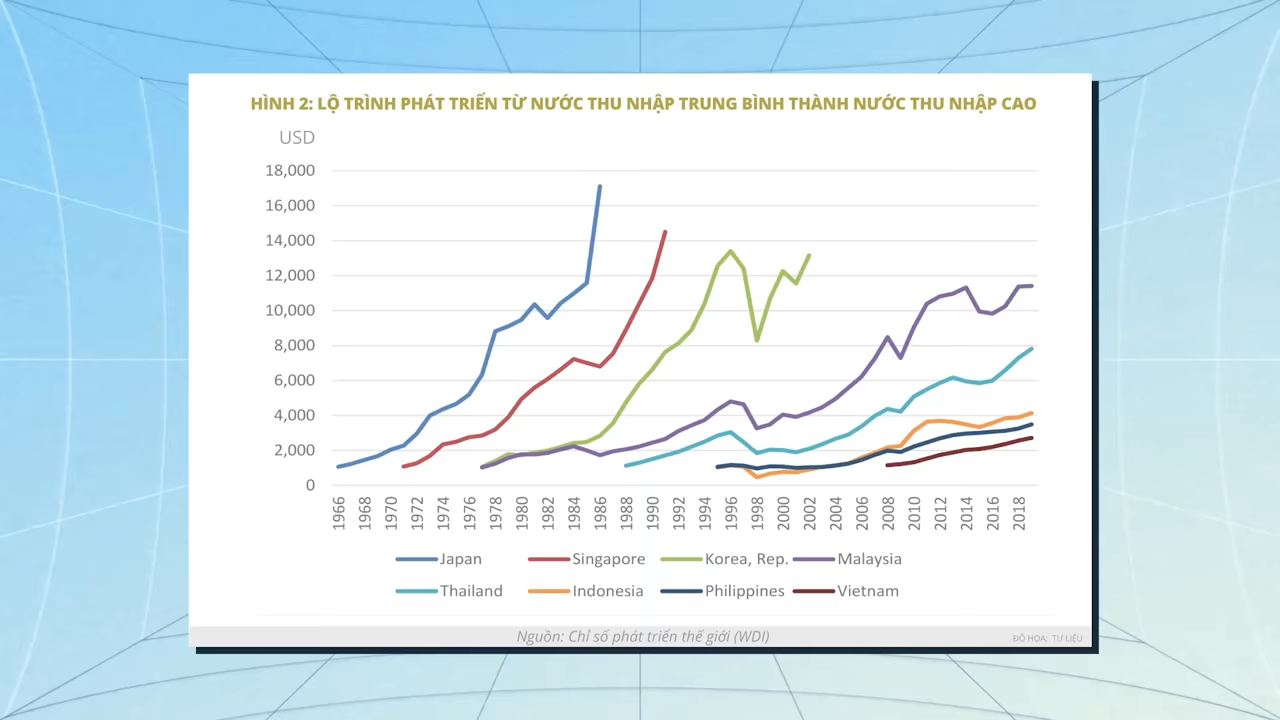 HÌNH 2: LỘ TRÌNH PHÁT TRIỂN TỪ NƯỚC THU NHẬP TRUNG BÌNH THÀNH NƯỚC THU NHẬP CAO
USD
18,000
16,000
14,000
12,000
10,000
8,000
6,000
4,000
2,000
0
1966 1968 1970 1972 1974 1976 1978 1980 1982 1984 1986 1988 1990 1992 1994 1996 1998 2000 2002 2004 2006 2008 2010 2012 2014 2016 2018
Japan Singapore Korea, Rep. Malaysia
Thailand Indonesia Philippines Vietnam
Nguồn: Chỉ số phát triển thế giới (WDI)
ĐỒ HỌA: TƯ LIỆU